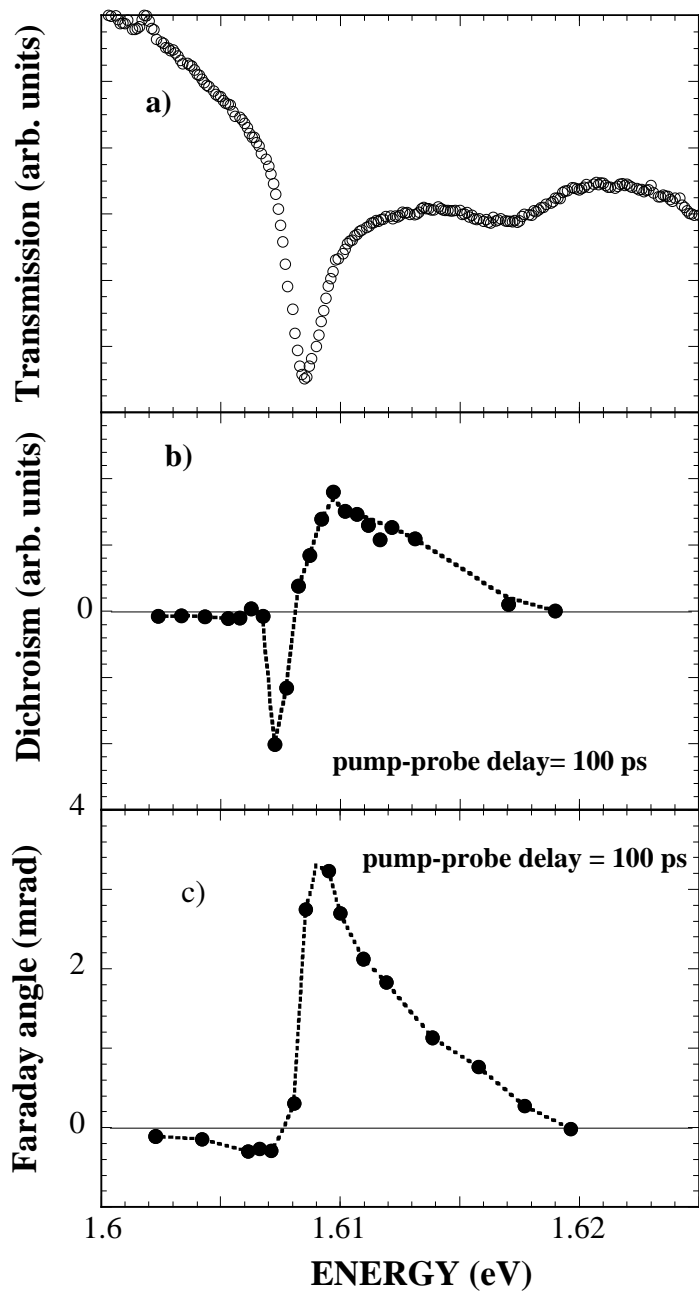 Transmission (arb. units)
a)
Dichroism (arb. units)
b)
0
pump-probe delay= 100 ps
4
Faraday angle (mrad)
pump-probe delay = 100 ps
c)
2
0
1.6
1.61
1.62
ENERGY (eV)